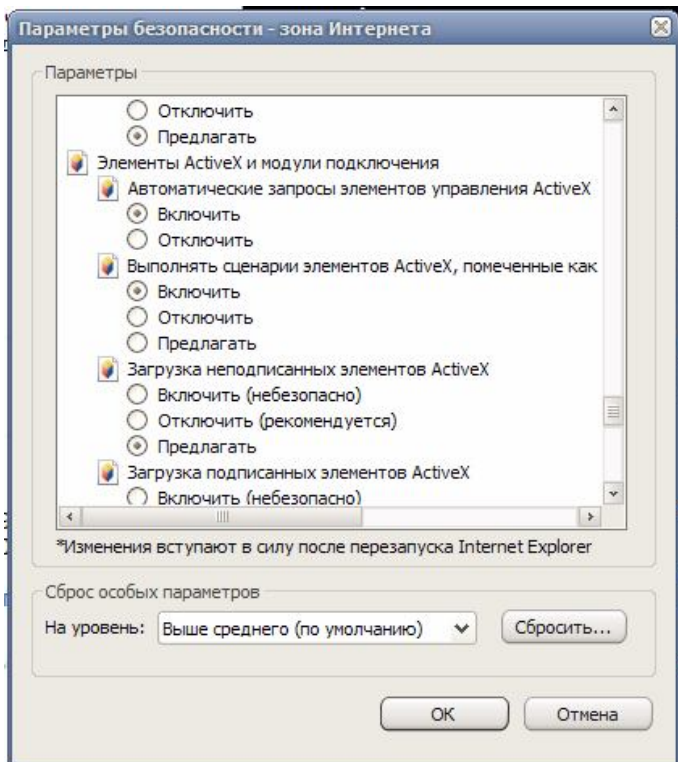 Параметры безопасности - зона Интернета
Параметры
Отключить
Предлагать
Элементы ActiveX и модули подключения
Автоматические запросы элементов управления ActiveX
Включить
Отключить
Выполнять сценарии элементов ActiveX, помеченные как
Включить
Отключить
Предлагать
Загрузка неподписанных элементов ActiveX
Включить (небезопасно)
Отключить (рекомендуется)
Предлагать
Загрузка подписанных элементов ActiveX
Включить (небезопасно)
*Изменения вступают в силу после перезапуска Internet Explorer
Сброс особых параметров
На уровень: Выше среднего (по умолчанию) Сбросить...
ОК Отмена